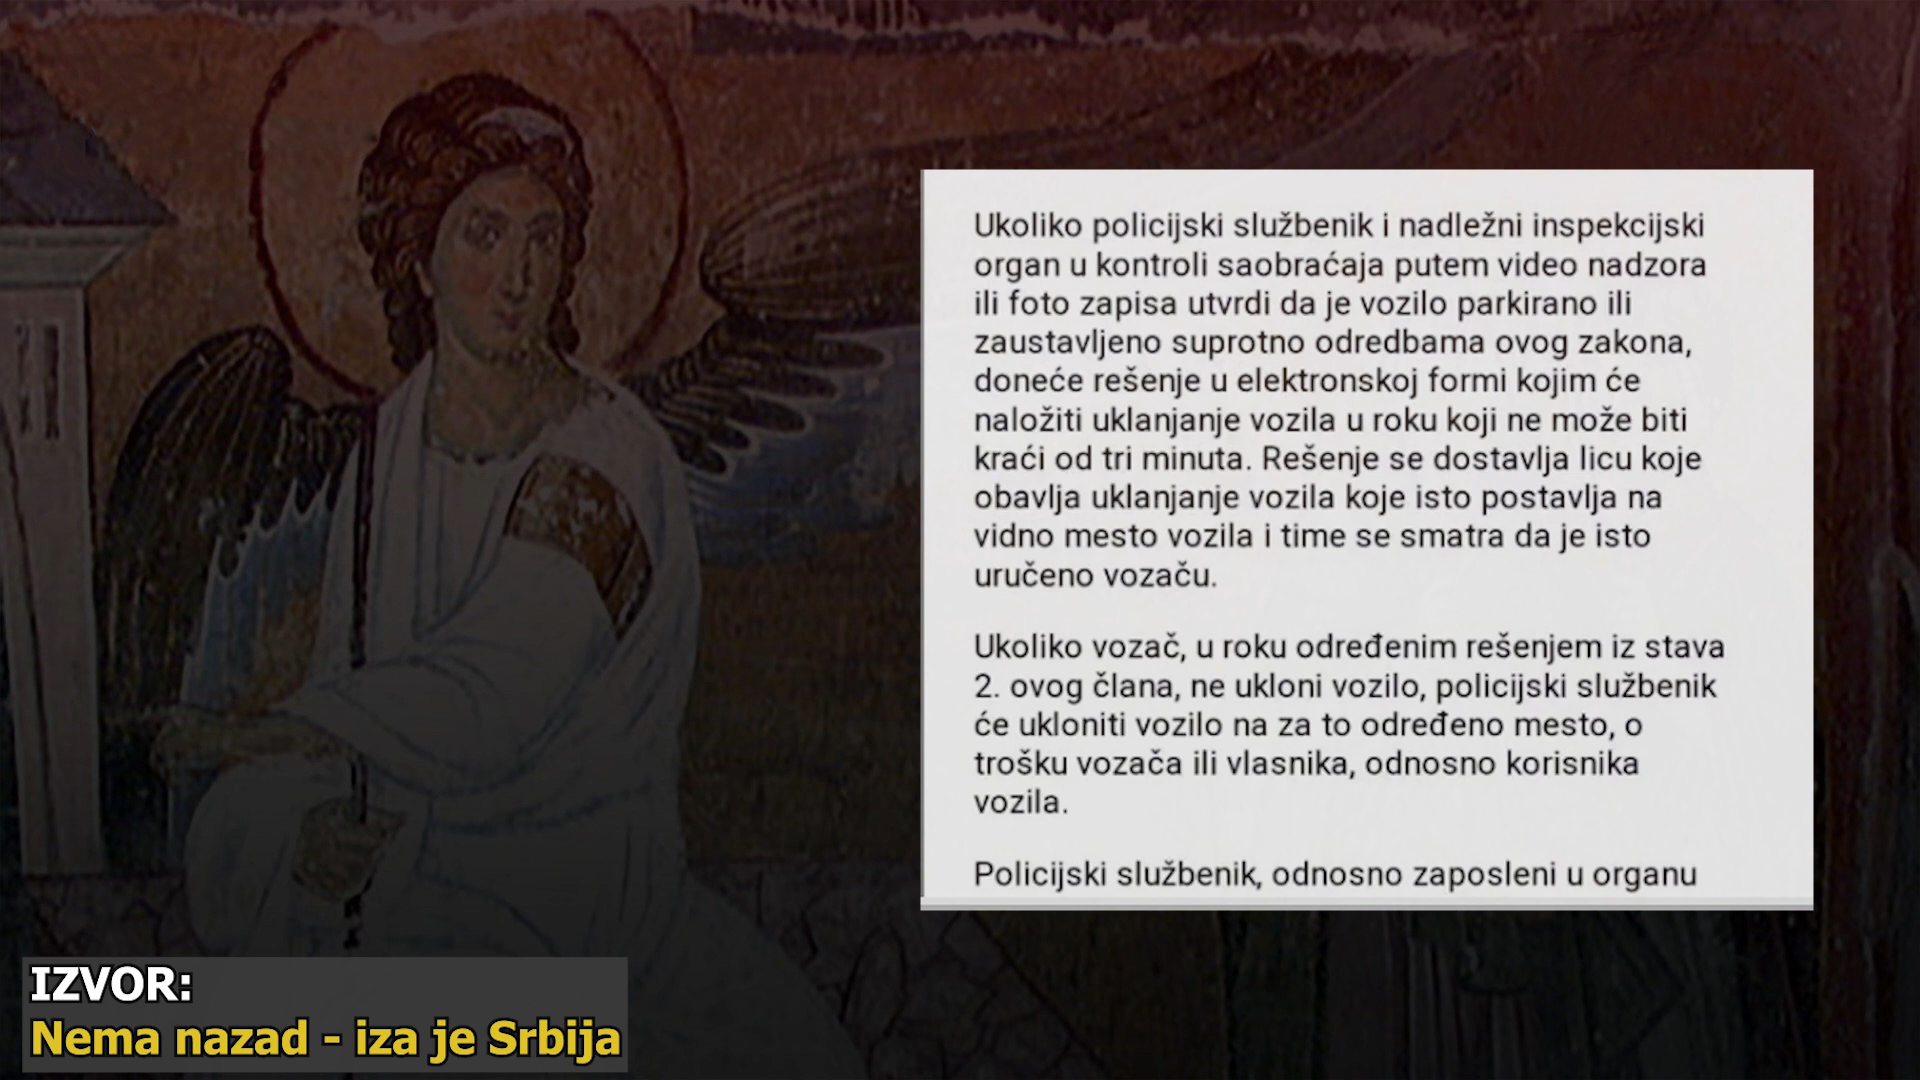 Ukoliko policijski službenik i nadležni inspekcijski
organ u kontroli saobraćaja putem video nadzora
ili foto zapisa utvrdi da je vozilo parkirano ili
zaustavljeno suprotno odredbama ovog zakona,
doneće rešenje u elektronskoj formi kojim će
naložiti uklanjanje vozila u roku koji ne može biti
kraći od tri minuta. Rešenje se dostavlja licu koje
obavlja uklanjanje vozila koje isto postavlja na
vidno mesto vozila i time se smatra da je isto
uručeno vozaču.
Ukoliko vozač, u roku određenim rešenjem iz stava
2. ovog člana, ne ukloni vozilo, policijski službenik
će ukloniti vozilo na za to određeno mesto, o
trošku vozača ili vlasnika, odnosno korisnika
vozila.
Policijski službenik, odnosno zaposleni u organu
IZVOR:
Nema nazad - iza je Srbija